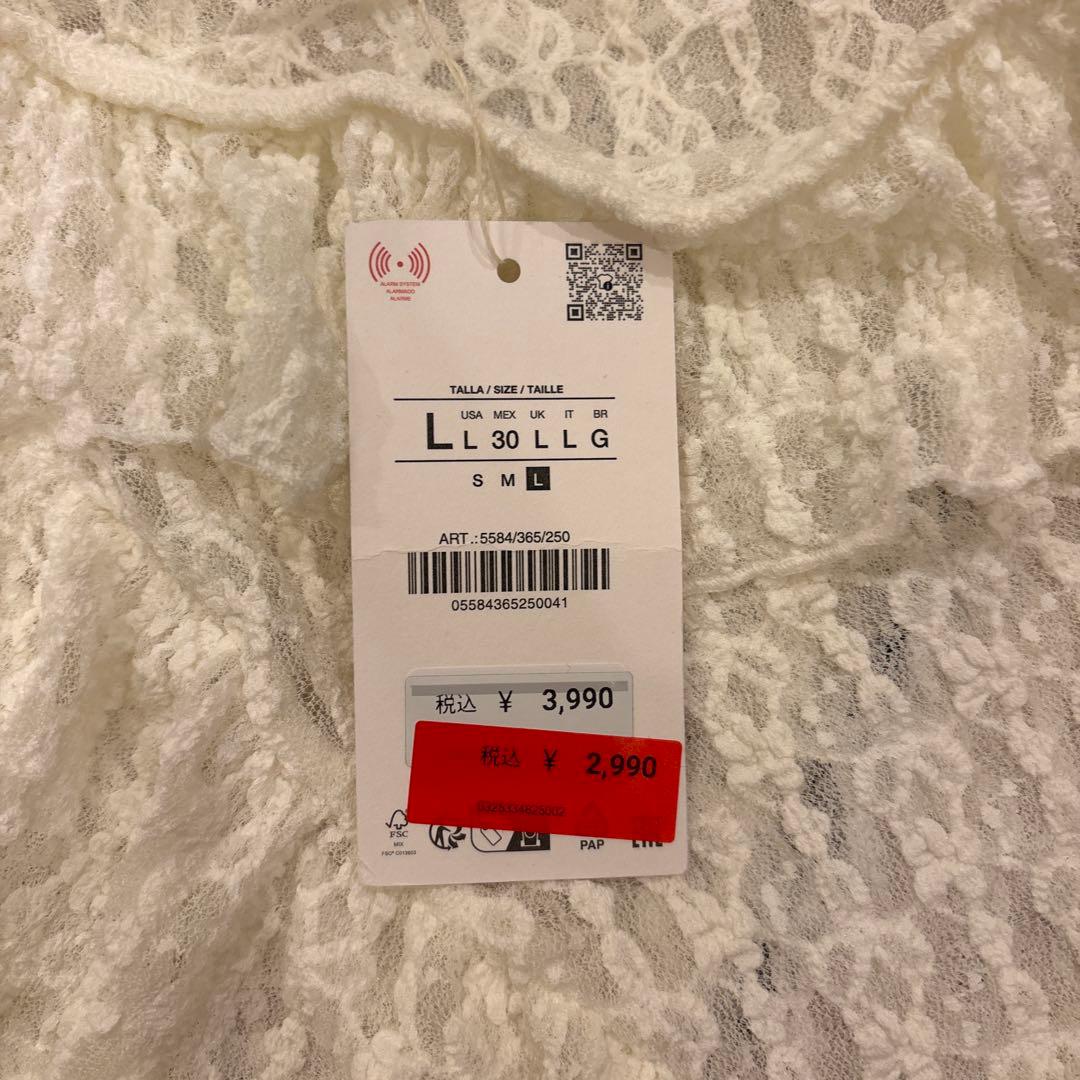 ALARM SYSTEM
ALARMADO
ALARME
TALLA / SIZE / TAILLE
USA MEX UK IT BR
L L 30 L L G
S M L
ART.:5584/365/250
05584365250041
税込 ¥ 3,990
税込 ¥ 2,990
FSC
MIX
PAP